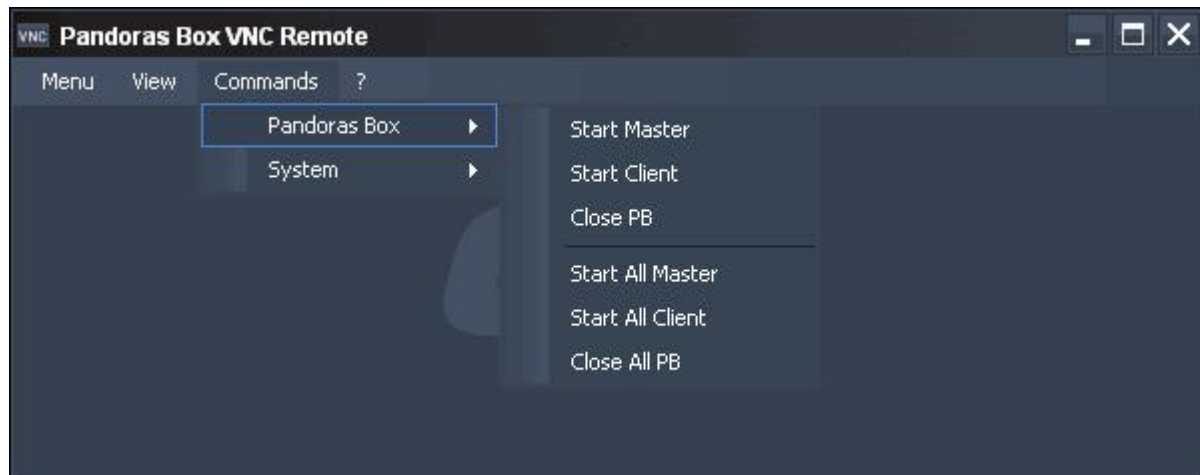 VNC Pandoras Box VNC Remote
Menu View Commands ?
Pandoras Box
System
Start Master
Start Client
Close PB
Start All Master
Start All Client
Close All PB